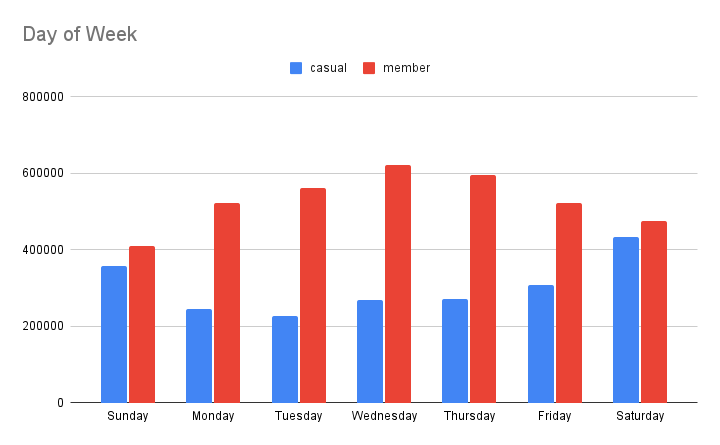 Day of Week
casual member
800000
600000
400000
200000
0
Sunday Monday Tuesday Wednesday Thursday Friday Saturday